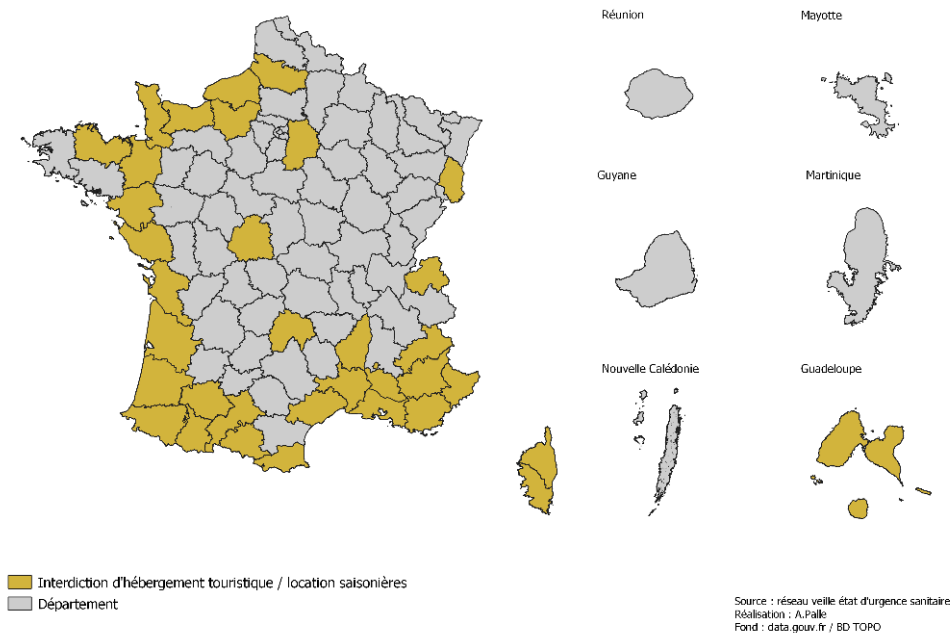 Réunion
Mayotte
Guyane
Martinique
Nouvelle Calédonie
Guadeloupe
Interdiction d'hébergement touristique / location saisonières
Département
Source : réseau veille état d'urgence sanitaire
Réalisation : A.Palle
Fond : data.gouv.fr / BD TOPO